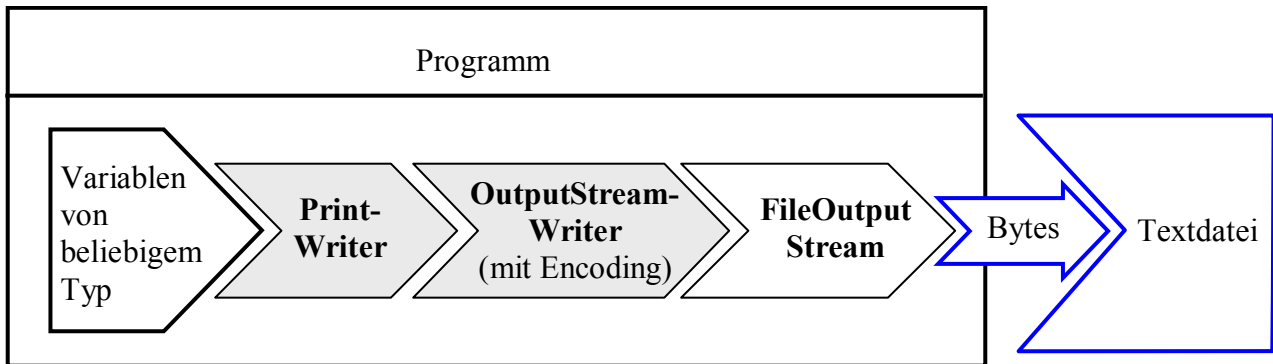 Programm
Variablen
von
beliebigem
Typ
Print-
Writer
OutputStream-
Writer
(mit Encoding)
FileOutput
Stream
Bytes
Textdatei